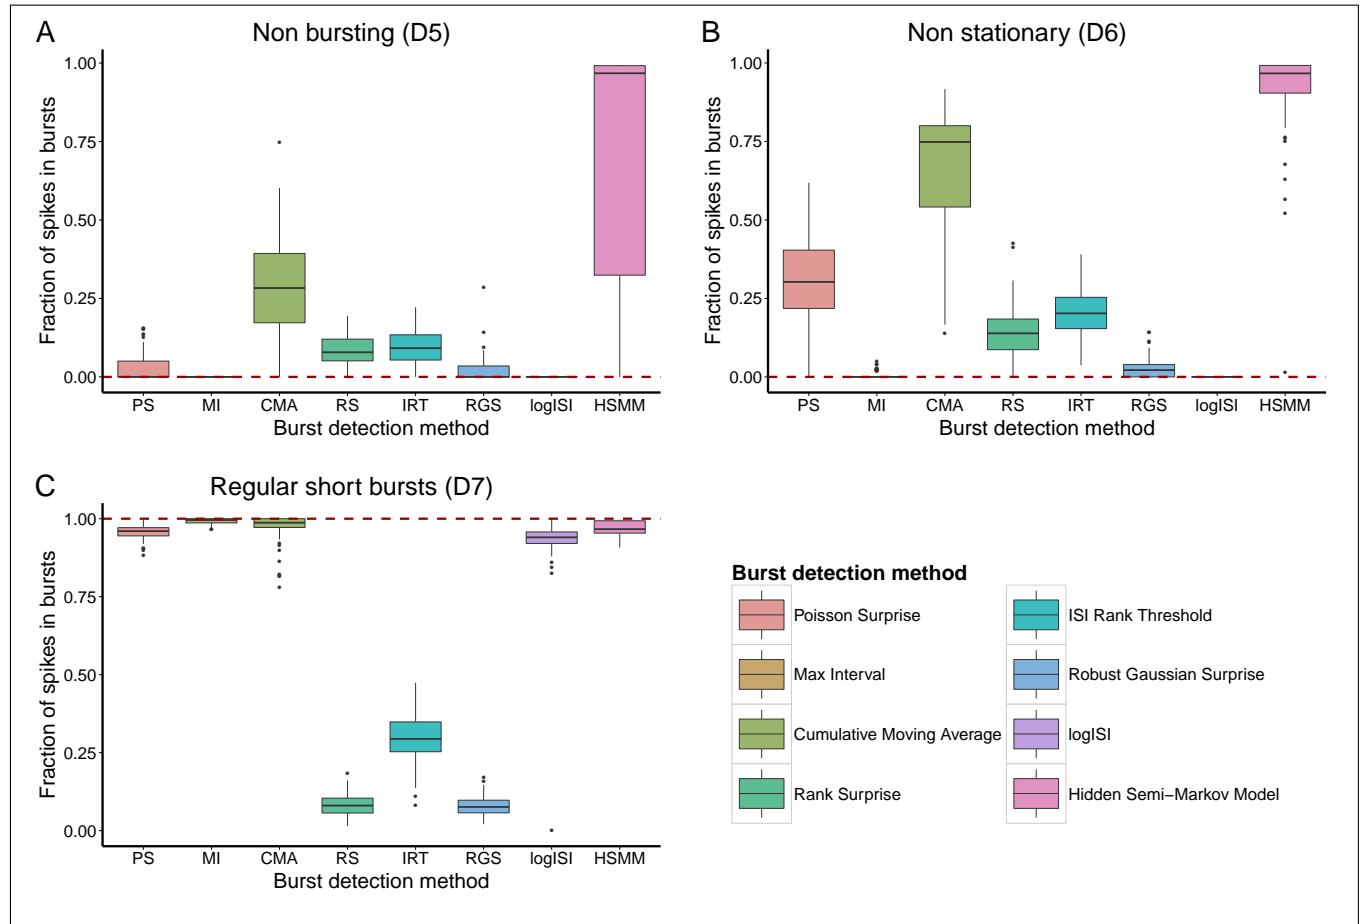 A
Non bursting (D5)
1.00
0.75
0.50
0.25
0.00
Fraction of spikes in bursts
PS MI CMA RS IRT RGS logISI HSMM
Burst detection method
B
Non stationary (D6)
1.00
0.75
0.50
0.25
0.00
Fraction of spikes in bursts
PS MI CMA RS IRT RGS logISI HSMM
Burst detection method
C
Regular short bursts (D7)
1.00
0.75
0.50
0.25
0.00
Fraction of spikes in bursts
PS MI CMA RS IRT RGS logISI HSMM
Burst detection method
Burst detection method
Poisson Surprise
Max Interval
Cumulative Moving Average
Rank Surprise
ISI Rank Threshold
Robust Gaussian Surprise
logISI
Hidden Semi−Markov Model